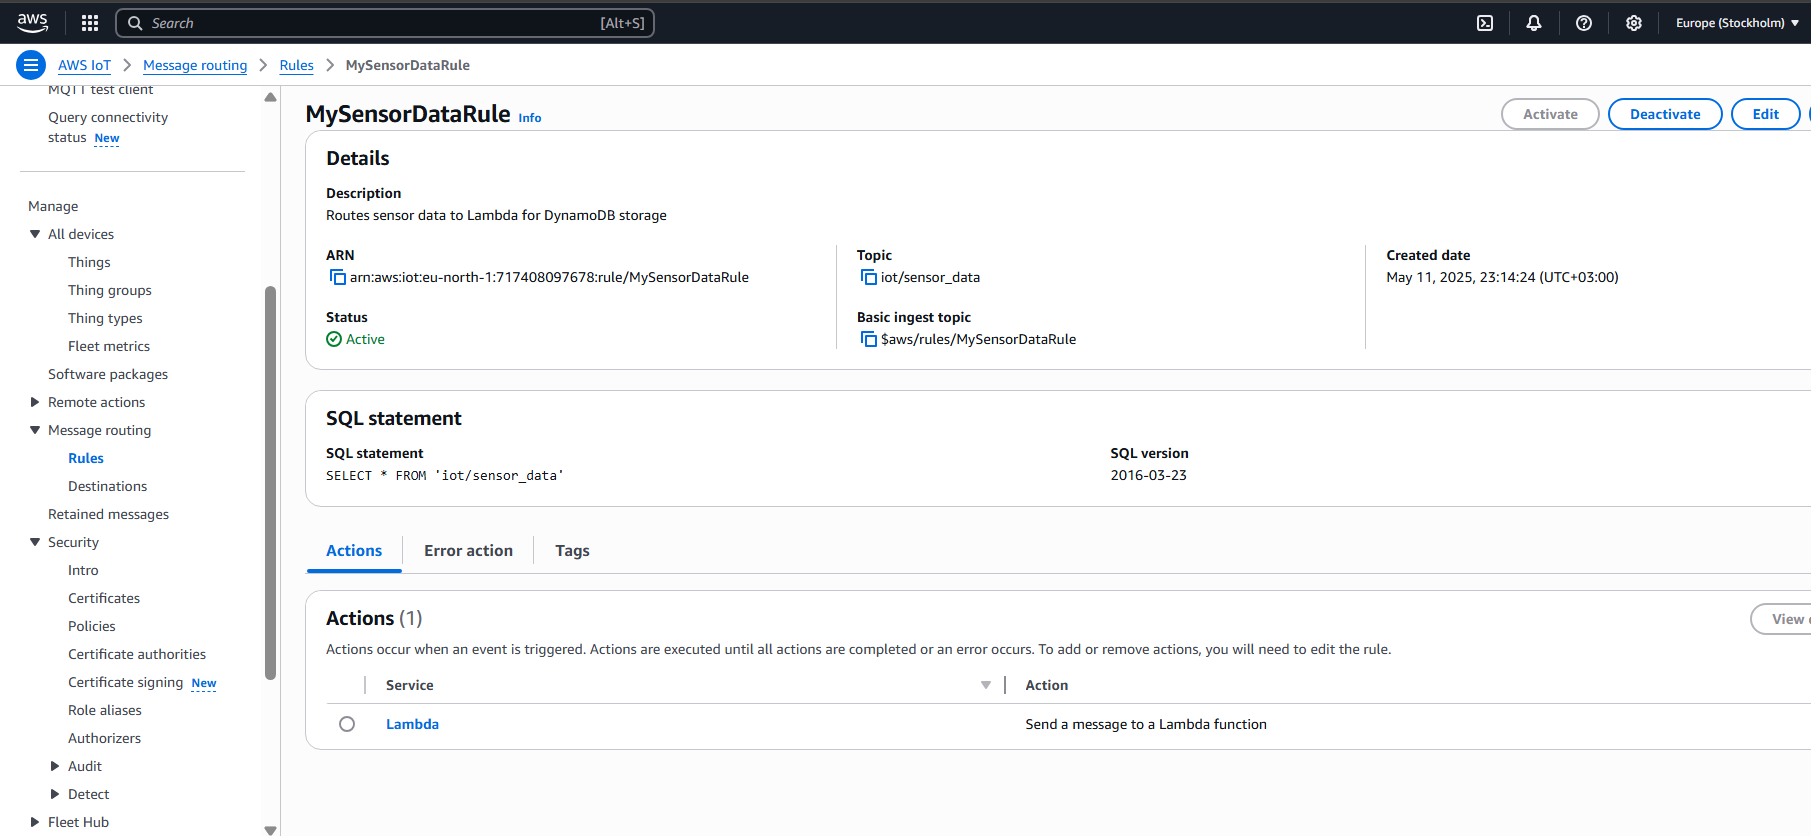 aws
Search [Alt+S]
Europe (Stockholm)
AWS IoT > Message routing > Rules > MySensorDataRule
MQTT test client
Query connectivity
status New
Manage
All devices
Things
Thing groups
Thing types
Fleet metrics
Software packages
Remote actions
Message routing
Rules
Destinations
Retained messages
Security
Intro
Certificates
Policies
Certificate authorities
Certificate signing New
Role aliases
Authorizers
Audit
Detect
Fleet Hub
MySensorDataRule Info
Activate
Deactivate
Edit
Details
Description
Routes sensor data to Lambda for DynamoDB storage
ARN
arn:aws:iot:eu-north-1:717408097678:rule/MySensorDataRule
Status
Active
Topic
iot/sensor_data
Basic ingest topic
$aws/rules/MySensorDataRule
Created date
May 11, 2025, 23:14:24 (UTC+03:00)
SQL statement
SQL statement
SELECT * FROM 'iot/sensor_data'
SQL version
2016-03-23
Actions
Error action
Tags
Actions (1)
View
Actions occur when an event is triggered. Actions are executed until all actions are completed or an error occurs. To add or remove actions, you will need to edit the rule.
Service
Action
Lambda
Send a message to a Lambda function